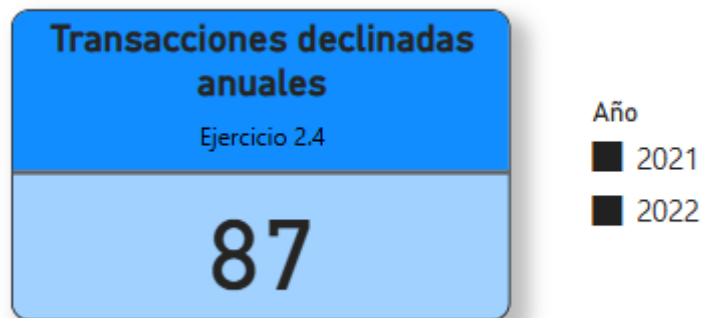 Transacciones declinadas
anuales
Ejercicio 2.4
87
Año
2021
2022